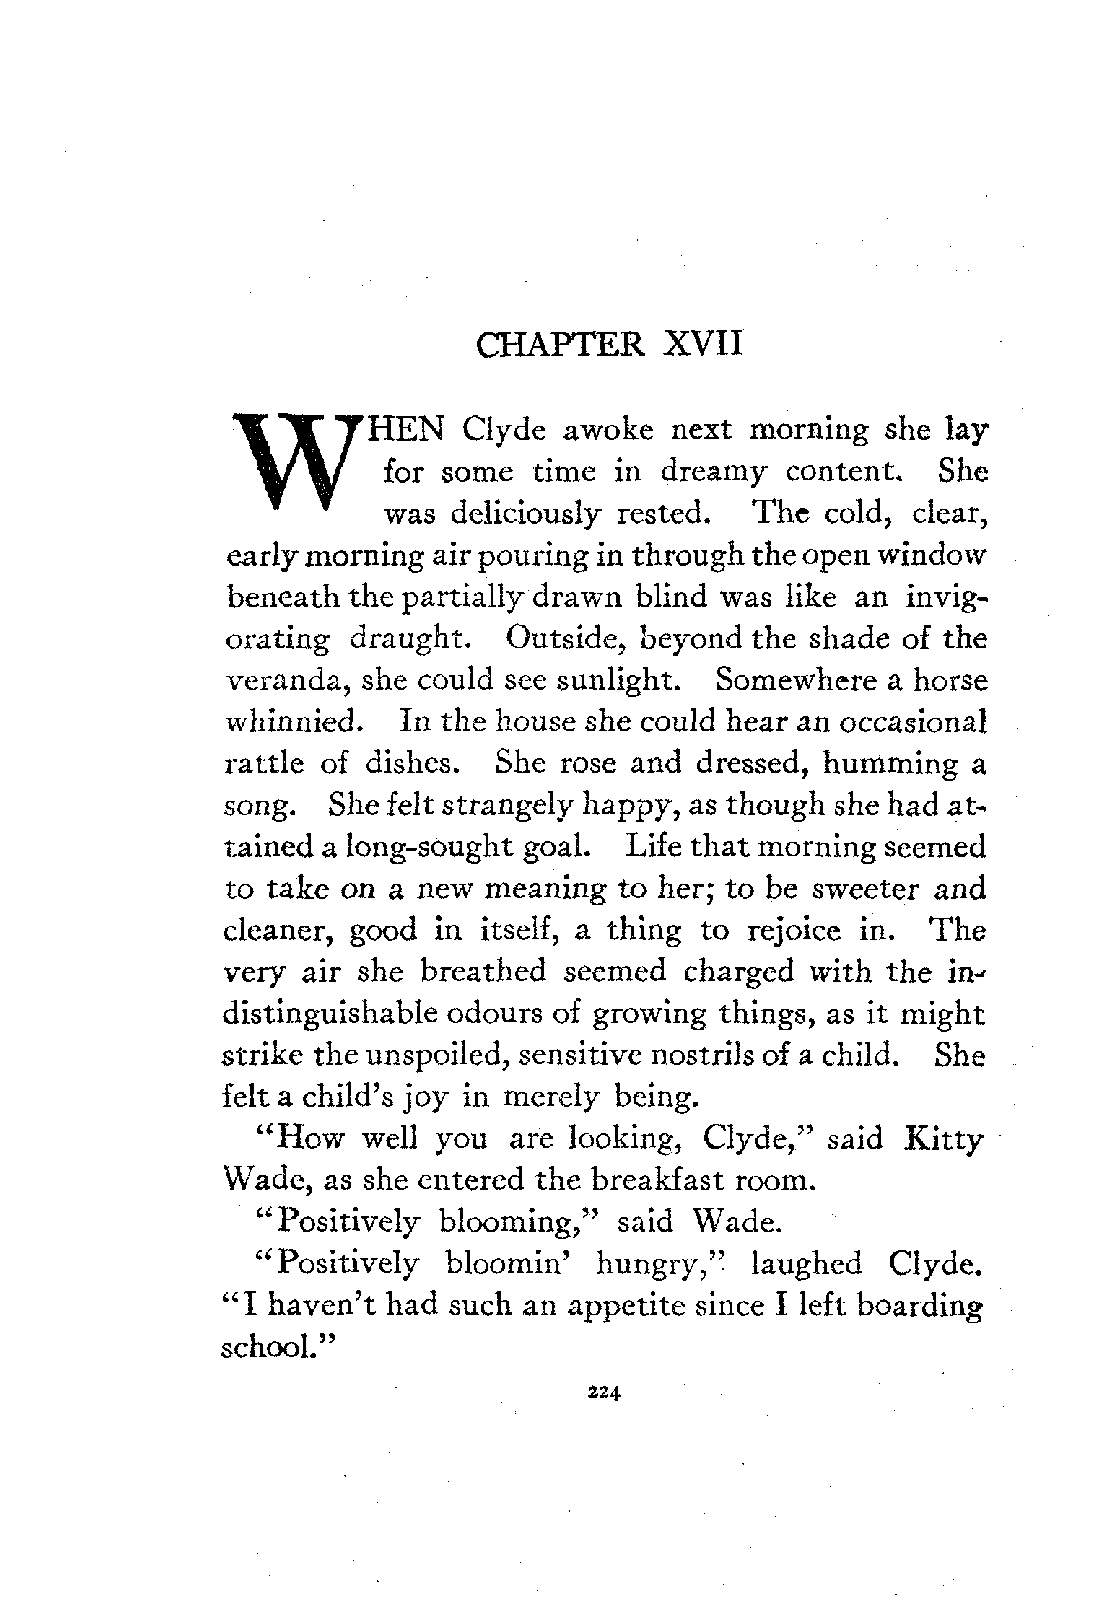 CHAPTER XVII
WHEN Clyde awoke next morning she lay
for some time in dreamy content. She
was deliciously rested. The cold, clear,
early morning air pouring in through the open window
beneath the partially drawn blind was like an invig-
orating draught. Outside, beyond the shade of the
veranda, she could see sunlight. Somewhere a horse
whinnied. In the house she could hear an occasional
rattle of dishes. She rose and dressed, humming a
song. She felt strangely happy, as though she had at-
tained a long-sought goal. Life that morning seemed
to take on a new meaning to her; to be sweeter and
cleaner, good in itself, a thing to rejoice in. The
very air she breathed seemed charged with the in-
distinguishable odours of growing things, as it might
strike the unspoiled, sensitive nostrils of a child. She
felt a child's joy in merely being.
"How well you are looking, Clyde," said Kitty
Wade, as she entered the breakfast room.
"Positively blooming," said Wade.
"Positively bloomin' hungry," laughed Clyde.
"I haven't had such an appetite since I left boarding
school."
224